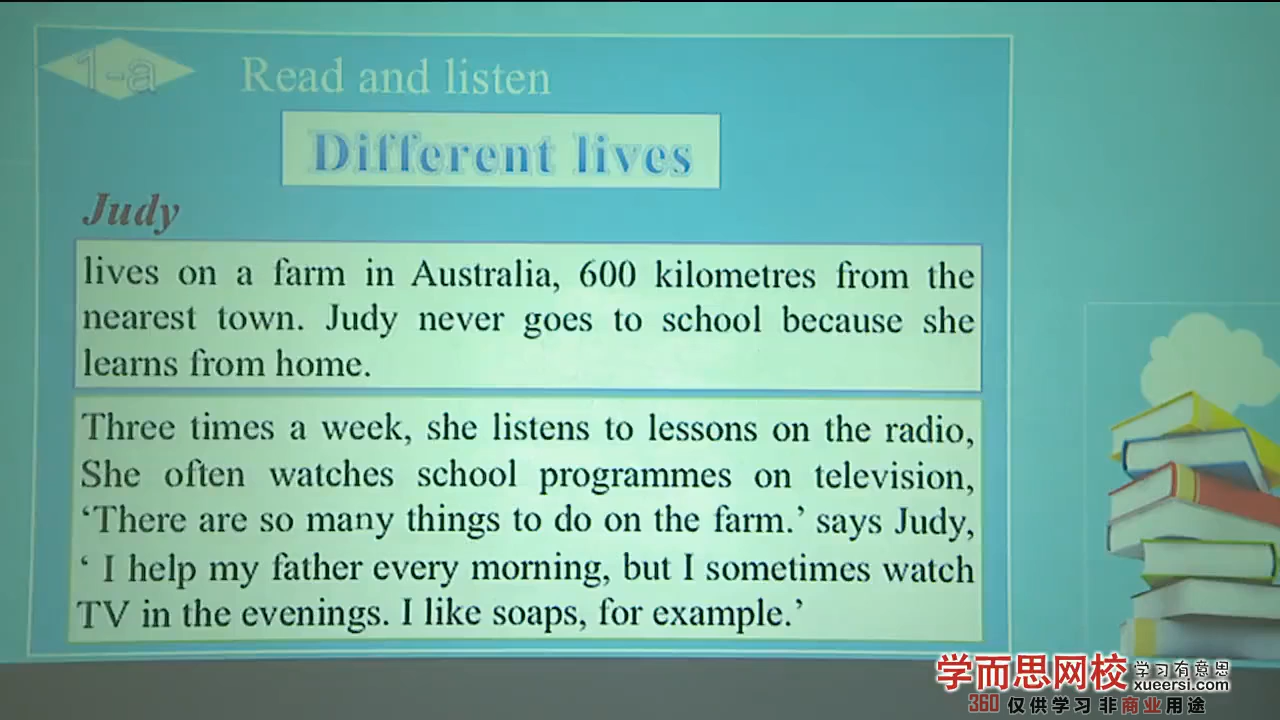 1-a
Read and listen
Different lives
Judy
lives on a farm in Australia, 600 kilometres from the
nearest town. Judy never goes to school because she
learns from home.
Three times a week, she listens to lessons on the radio,
She often watches school programmes on television,
‘There are so many things to do on the farm.’ says Judy,
‘ I help my father every morning, but I sometimes watch
TV in the evenings. I like soaps, for example.’
学而思网校 学习有意思
xueersi.com
360 仅供学习 非商业用途